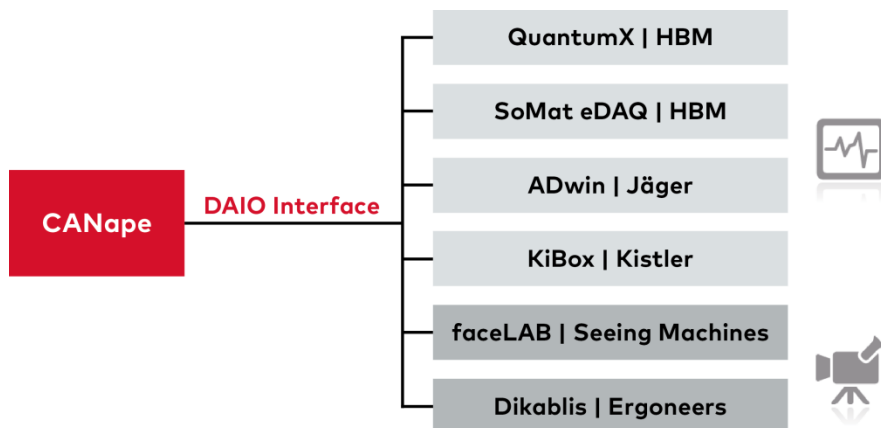 QuantumX | HBM
SoMat eDAQ | HBM
ADwin | Jäger
CANape
DAIO Interface
KiBox | Kistler
faceLAB | Seeing Machines
Dikablis | Ergoneers